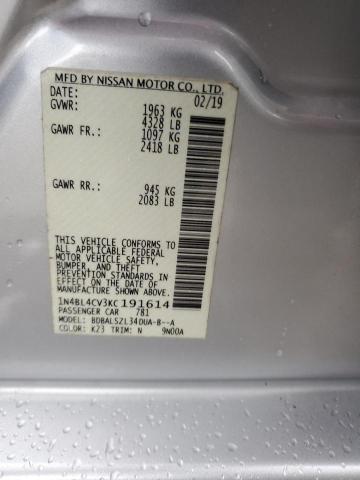 MFD BY NISSAN MOTOR CO., LTD.
DATE: 02/19
GVWR: 1963 KG
4328 LB
GAWR FR: 1097 KG
2418 LB
GAWR RR: 945 KG
2083 LB
THIS VEHICLE CONFORMS TO ALL
APPLICABLE FEDERAL
MOTOR VEHICLE SAFETY,
BUMPER, AND THEFT
PREVENTION STANDARDS IN
EFFECT ON THE DATE OF
MANUFACTURE SHOWN ABOVE.
1N4BL4CV3KC191614
PASSENGER CAR 781
MODEL: BDBALSZL34DUA-B--A
COLOR: K23 TRIM: N 9N00A